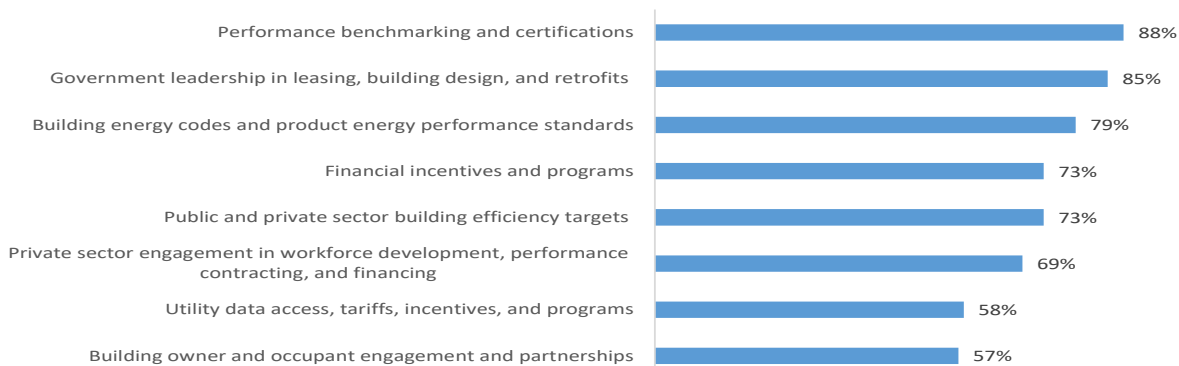 Performance benchmarking and certifications 88%
Government leadership in leasing, building design, and retrofits 85%
Building energy codes and product energy performance standards 79%
Financial incentives and programs 73%
Public and private sector building efficiency targets 73%
Private sector engagement in workforce development, performance
contracting, and financing 69%
Utility data access, tariffs, incentives, and programs 58%
Building owner and occupant engagement and partnerships 57%